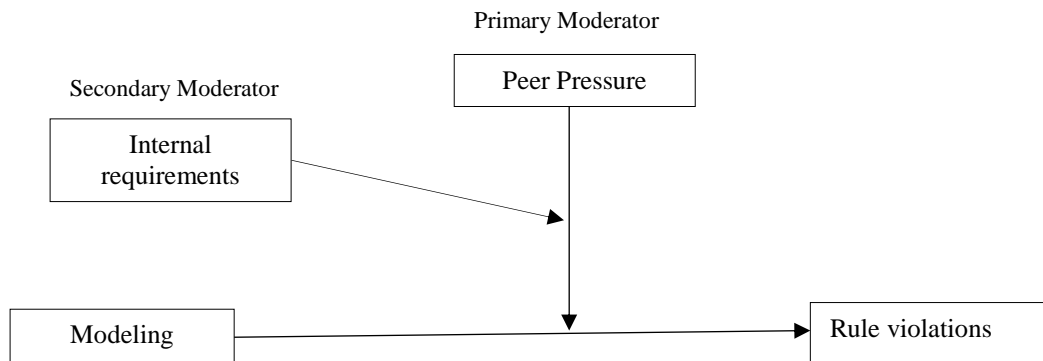 Primary Moderator
Peer Pressure
Secondary Moderator
Internal
requirements
Modeling
Rule violations